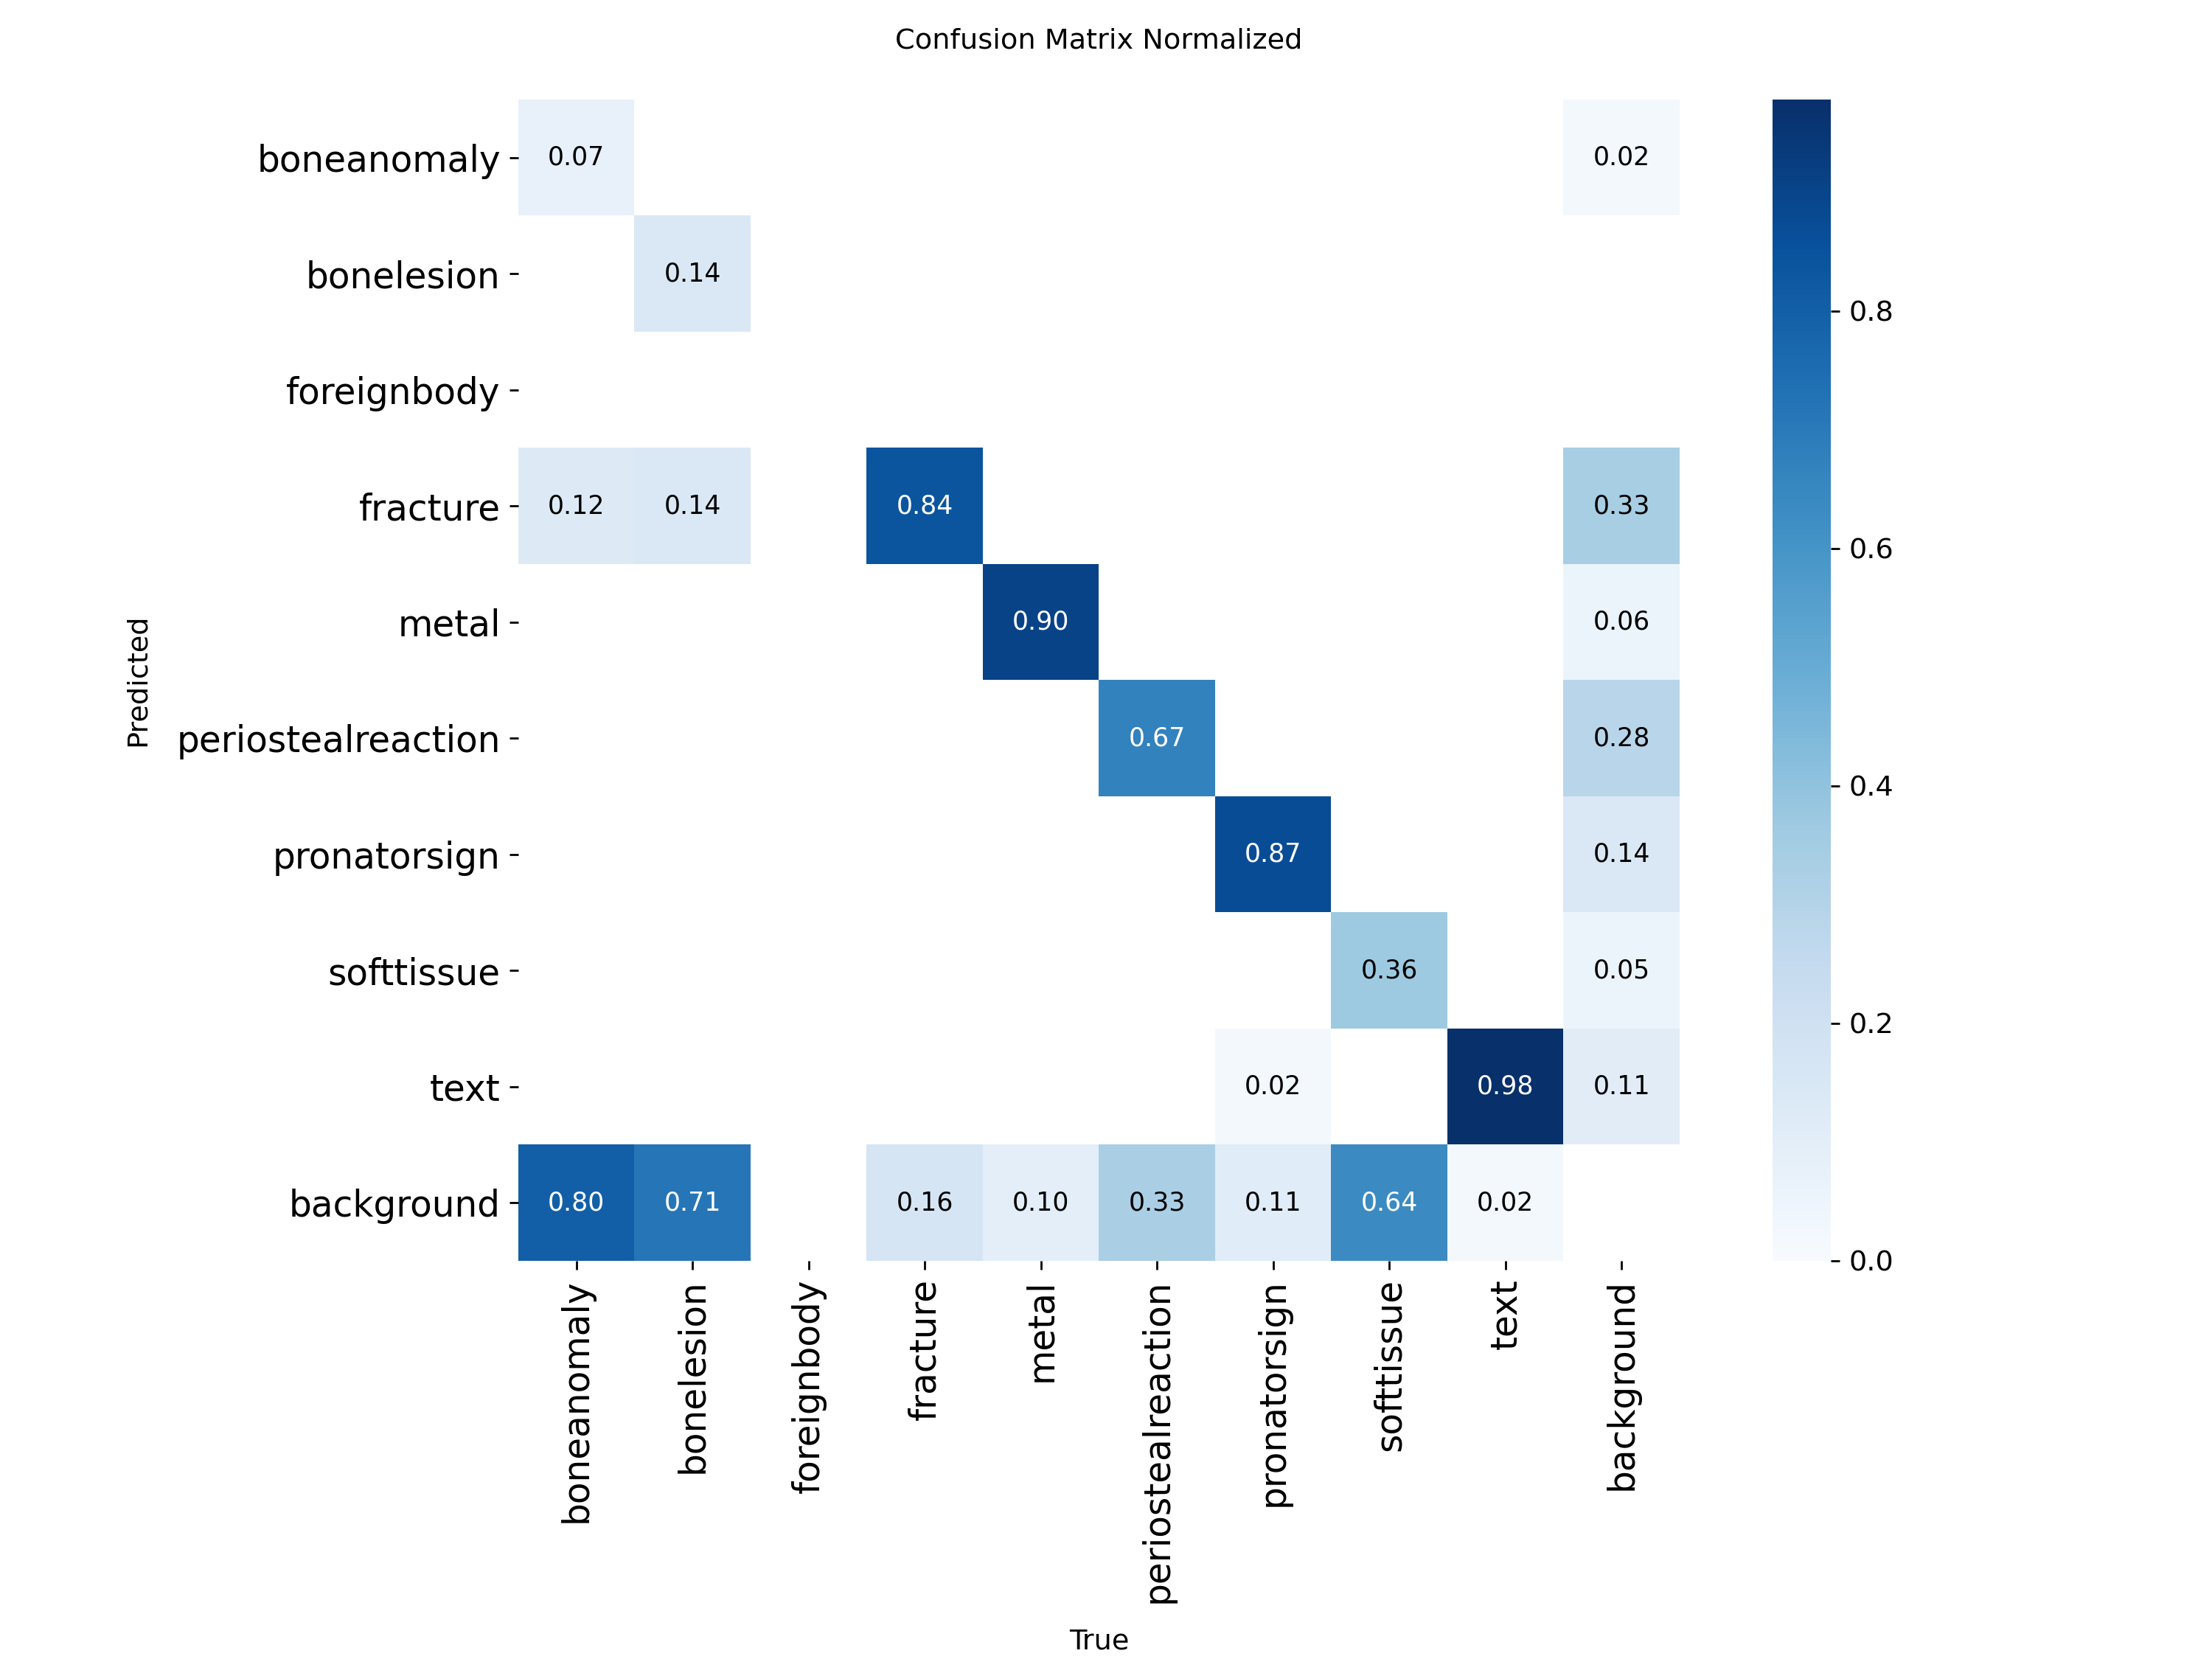 Confusion Matrix Normalized
Predicted
boneanomaly 0.07 0.02
bonelesion 0.14
foreignbody
fracture 0.12 0.14 0.84 0.33
metal 0.90 0.06
periostealreaction 0.67 0.28
pronatorsign 0.87 0.14
softtissue 0.36 0.05
text 0.02 0.98 0.11
background 0.80 0.71 0.16 0.10 0.33 0.11 0.64 0.02
boneanomaly
bonelesion
foreignbody
fracture
metal
periostealreaction
pronatorsign
softtissue
text
background
True
0.8
0.6
0.4
0.2
0.0